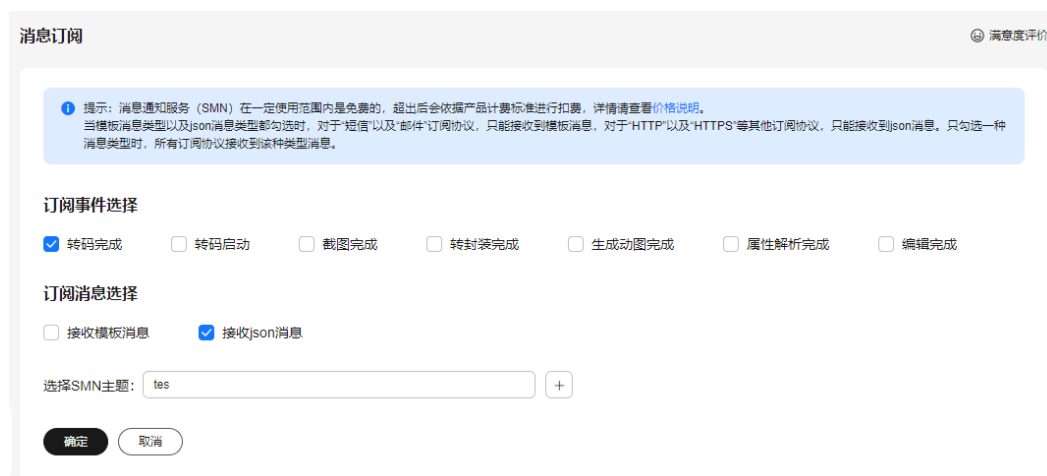 消息订阅
满意度评价
提示：消息通知服务（SMN）在一定使用范围内是免费的，超出后会依据产品计费标准进行扣费，详情请查看价格说明。
当模板消息类型以及json消息类型都勾选时，对于“短信”以及“邮件”订阅协议，只能接收到模板消息，对于“HTTP”以及“HTTPS”等其他订阅协议，只能接收到json消息。只勾选一种
消息类型时，所有订阅协议接收到该种类型消息。
订阅事件选择
转码完成 转码启动 截图完成 转封装完成 生成动图完成 属性解析完成 编辑完成
订阅消息选择
接收模板消息 接收json消息
选择SMN主题： tes
确定 取消